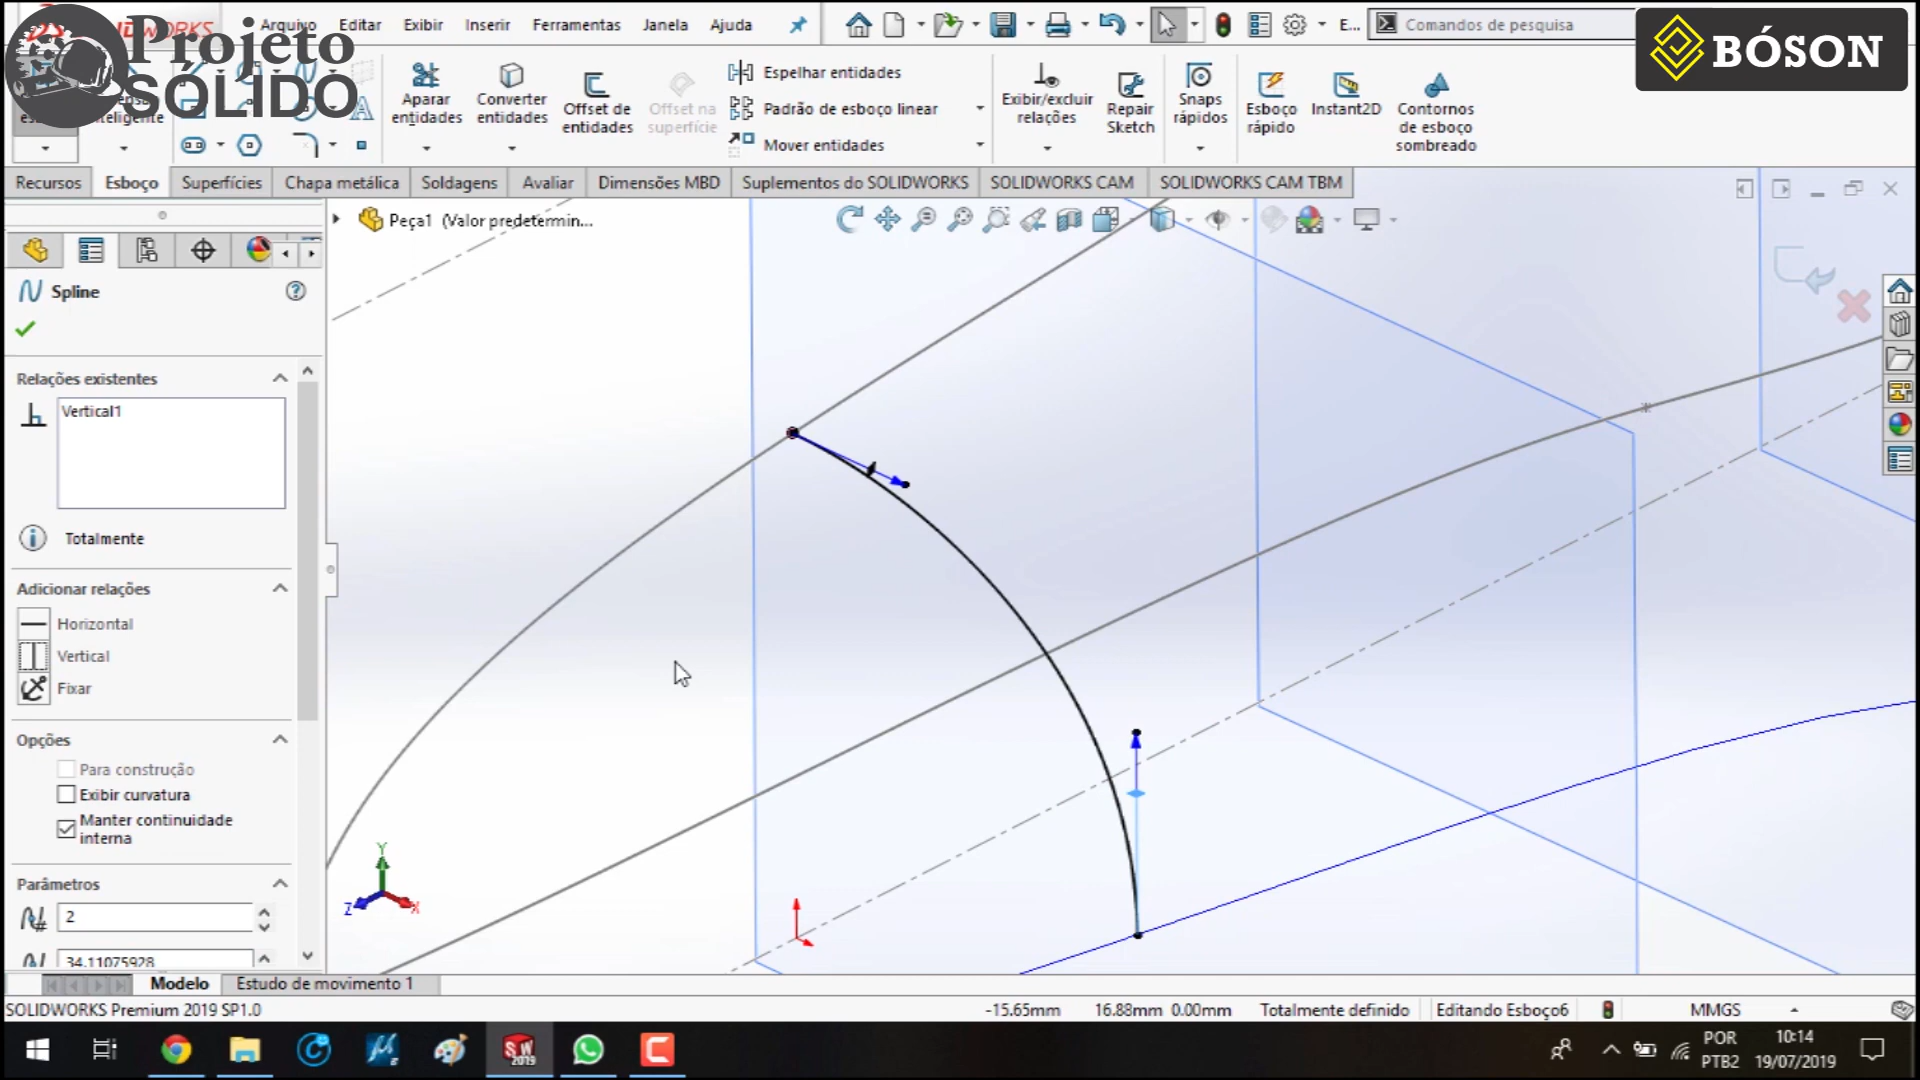 Projeto
SÓLIDO
Arquivo Editar Exibir Inserir Ferramentas Janela Ajuda
E...
Comandos de pesquisa
BÓSON
Aparar entidades
Converter entidades
Offset de entidades
Offset na superfície
Espelhar entidades
Padrão de esboço linear
Mover entidades
Exibir/excluir relações
Repair Sketch
Snaps rápidos
Esboço rápido
Instant2D
Contornos de esboço sombreado
Recursos Esboço Superfícies Chapa metálica Soldagens Avaliar Dimensões MBD Suplementos do SOLIDWORKS SOLIDWORKS CAM SOLIDWORKS CAM TBM
Peça1 (Valor predetermin...
Spline
Relações existentes
Vertical1
Totalmente
Adicionar relações
Horizontal
Vertical
Fixar
Opções
Para construção
Exibir curvatura
Manter continuidade
interna
Parâmetros
2
34.11075928
Y
Z
X
Modelo Estudo de movimento 1
SOLIDWORKS Premium 2019 SP1.0
-15.65mm 16.88mm 0.00mm Totalmente definido Editando Esboço6 MMGS
SW
2019
POR
PTB2
10:14
19/07/2019